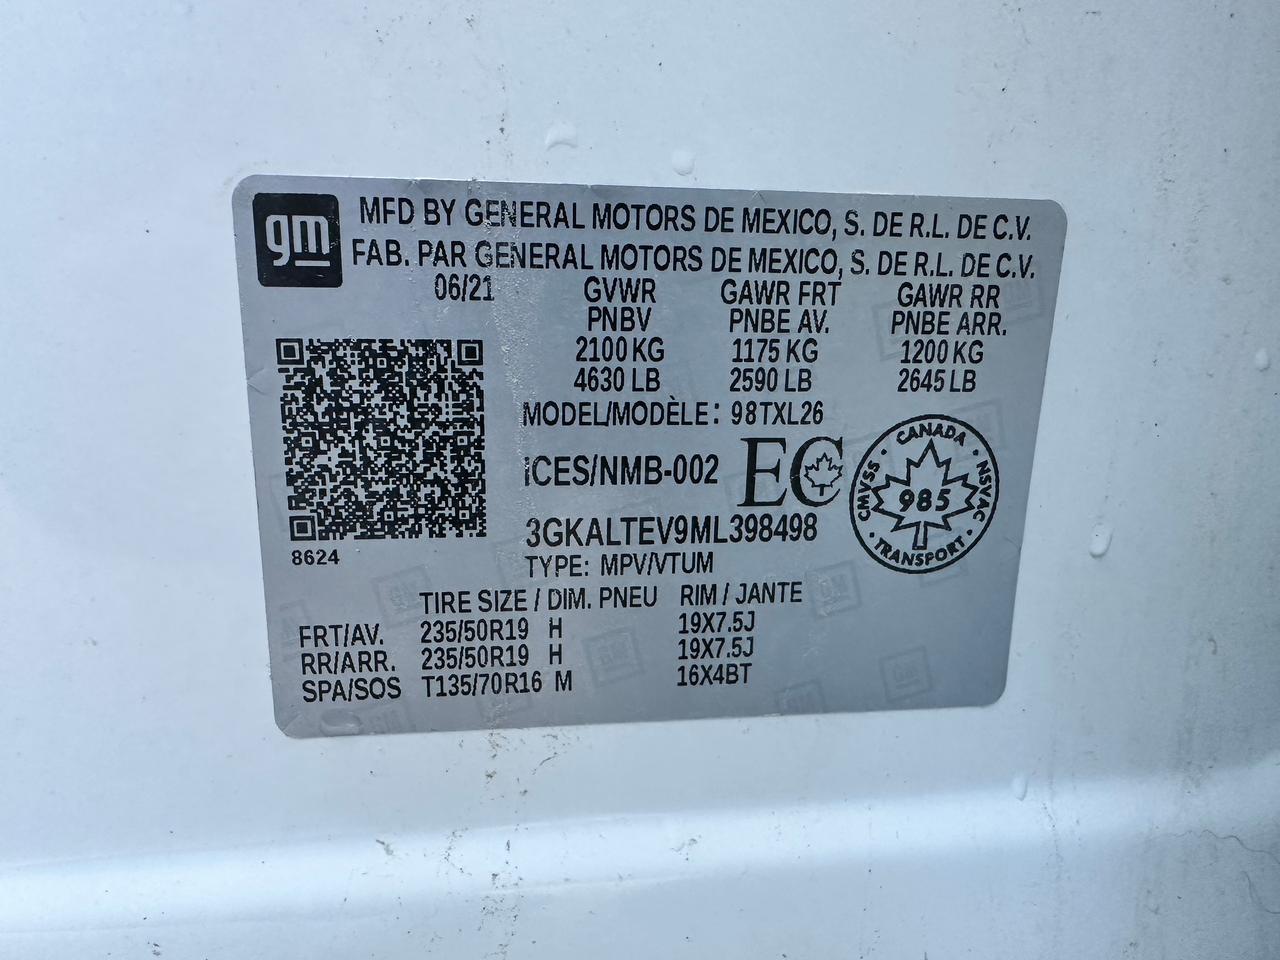 gm
MFD BY GENERAL MOTORS DE MEXICO, S. DE R.L. DE C.V.
FAB. PAR GENERAL MOTORS DE MEXICO, S. DE R.L. DE C.V.
06/21 GVWR GAWR FRT GAWR RR
PNBV PNBE AV. PNBE ARR.
2100 KG 1175 KG 1200 KG
4630 LB 2590 LB 2645 LB
MODEL/MODÈLE: 98TXL26
ICES/NMB-002 EC
CANADA
CMVSS · NSVAC
985
TRANSPORT
3GKALTEV9ML398498
8624
TYPE: MPV/VTUM
TIRE SIZE / DIM. PNEU RIM / JANTE
FRT/AV. 235/50R19 H 19X7.5J
RR/ARR. 235/50R19 H 19X7.5J
SPA/SOS T135/70R16 M 16X4BT